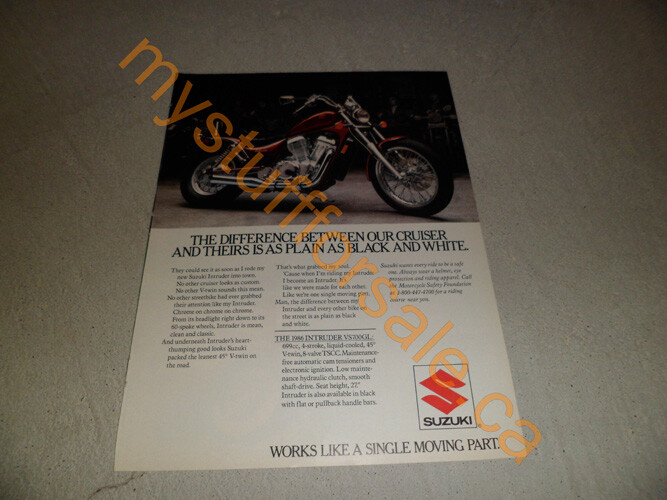 mystuffforsale.ca
THE DIFFERENCE BETWEEN OUR CRUISER
AND THEIRS IS AS PLAIN AS BLACK AND WHITE.
They could see it as soon as I rode my
new Suzuki Intruder into town.
No other cruiser looks as custom.
No other V-twin sounds this mean.
No other streetbike had ever grabbed
their attention like my Intruder.
Chrome on chrome on chrome.
From its headlight right down to its
60-spoke wheels, Intruder is mean,
clean and classic.
And underneath Intruder's heart-
thumping good looks Suzuki
packed the leanest 45° V-twin on
the road.
That's what grabbed my soul.
'Cause when I'm riding my Intruder
I become an Intruder.
like we were made for each other.
Like we're one single moving part.
Man, the difference between my
Intruder and every other bike on
the street is as plain as black
and white.
THE 1986 INTRUDER VS700GL:
699cc, 4-stroke, liquid-cooled, 45°
V-twin, 8-valve TSCC. Maintenance-
free automatic cam tensioners and
electronic ignition. Low mainte-
nance hydraulic clutch, smooth
shaft-drive. Seat height, 27."
Intruder is also available in black
with flat or pullback handle bars.
Suzuki wants every ride to be a safe
one. Always wear a helmet, eye
protection and riding apparel. Call
the Motorcycle Safety Foundation
at 1-800-447-4700 for a riding
course near you.
SUZUKI
WORKS LIKE A SINGLE MOVING PART.